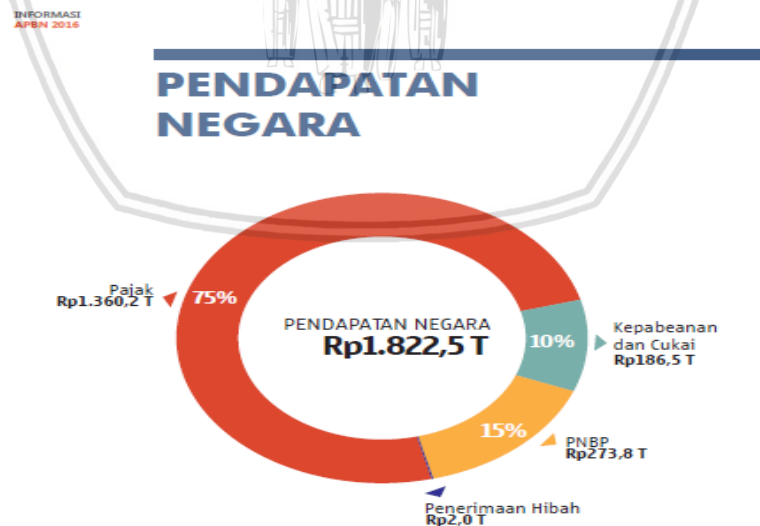 INFORMASI
APBN 2016
PENDAPATAN
NEGARA
Pajak
Rp1.360,2 T
75%
PENDAPATAN NEGARA
Rp1.822,5 T
10%
Kepabeanan
dan Cukai
Rp186,5 T
15%
PNBP
Rp273,8 T
Penerimaan Hibah
Rp2,0 T